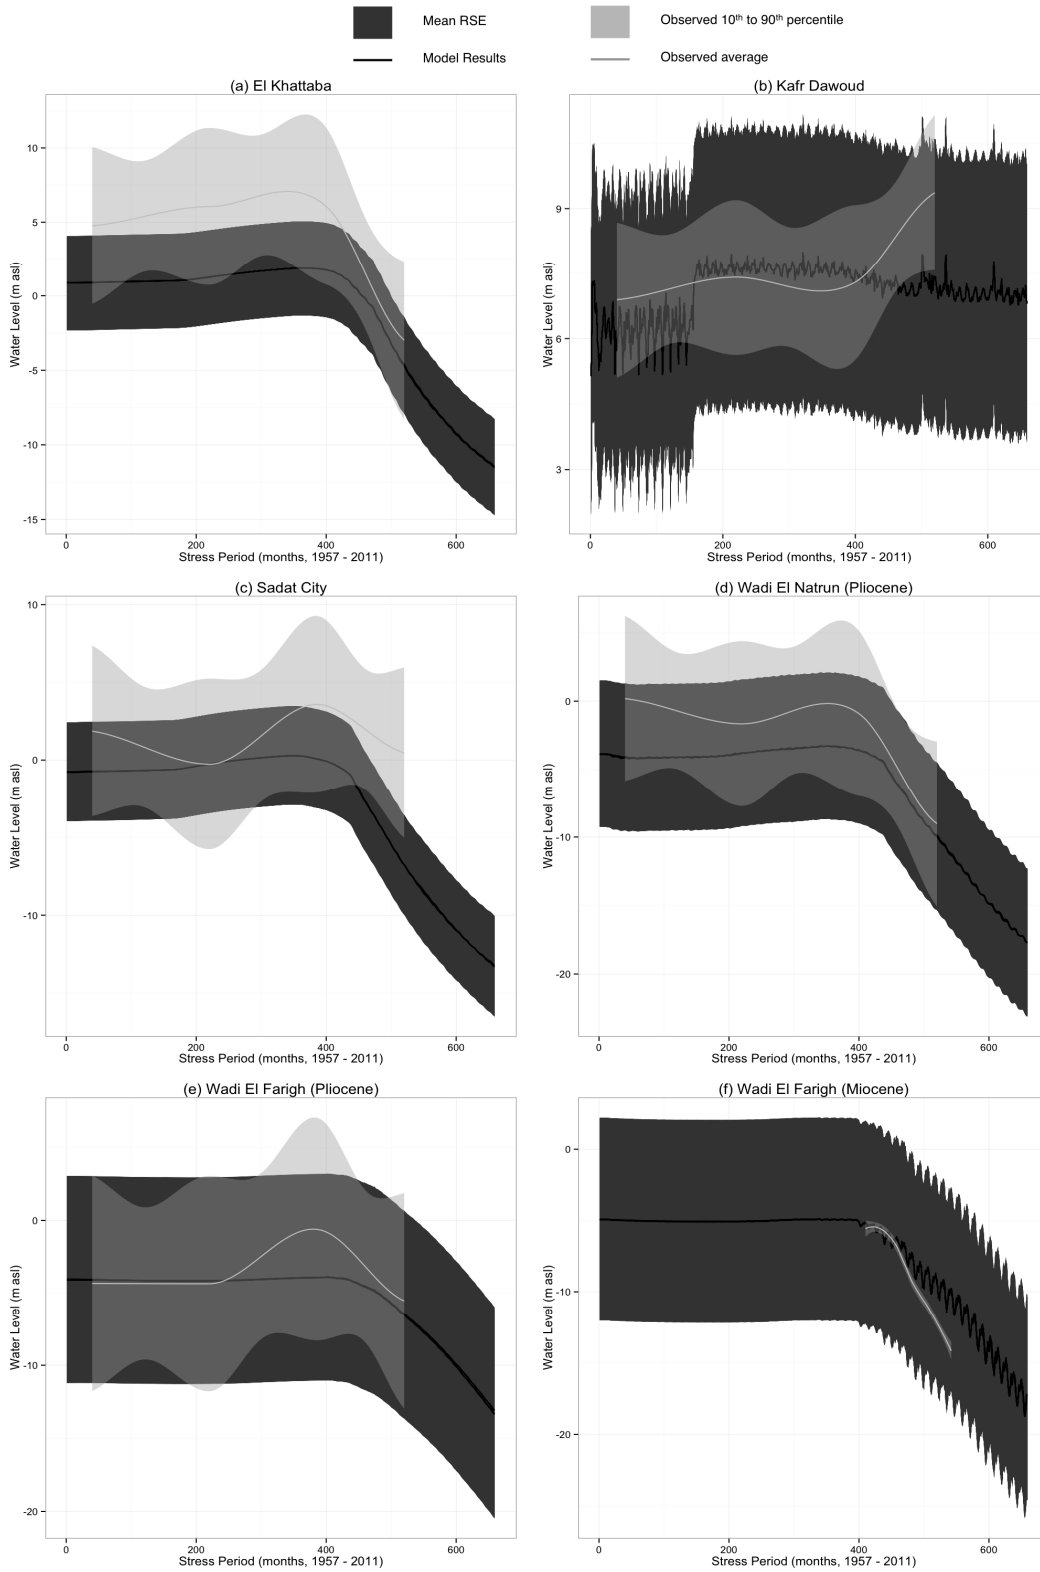 Mean RSE
Observed 10th to 90th percentile
Model Results
Observed average
(a) El Khattaba
10
5
0
-5
-10
-15
Water Level (m asl)
0 200 400 600
Stress Period (months, 1957 - 2011)
(b) Kafr Dawoud
9
6
3
Water Level (m asl)
0 200 400 600
Stress Period (months, 1957 - 2011)
(c) Sadat City
10
0
-10
Water Level (m asl)
0 200 400 600
Stress Period (months, 1957 - 2011)
(d) Wadi El Natrun (Pliocene)
0
-10
-20
Water Level (m asl)
0 200 400 600
Stress Period (months, 1957 - 2011)
(e) Wadi El Farigh (Pliocene)
0
-10
-20
Water Level (m asl)
0 200 400 600
Stress Period (months, 1957 - 2011)
(f) Wadi El Farigh (Miocene)
0
-10
-20
Water Level (m asl)
0 200 400 600
Stress Period (months, 1957 - 2011)